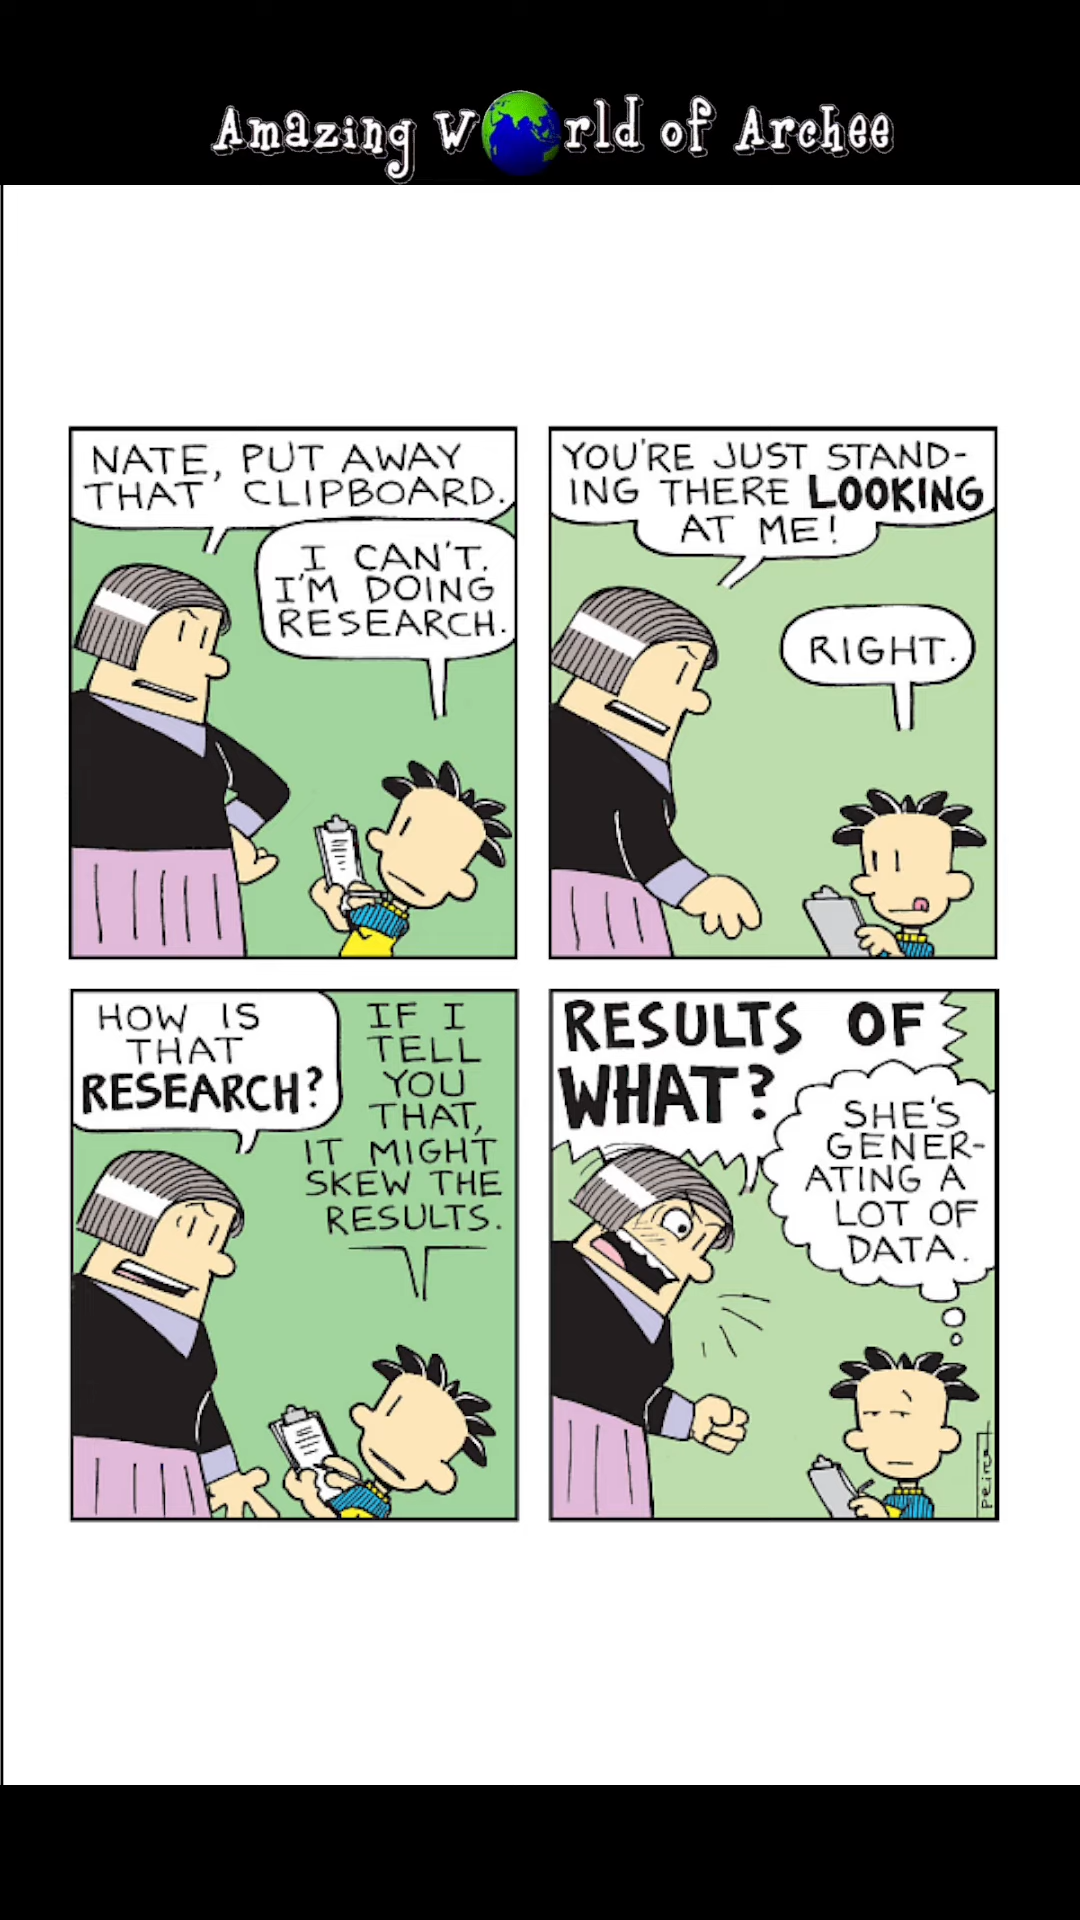 Amazing World of Archee
NATE, PUT AWAY
THAT CLIPBOARD.
I CAN'T.
I'M DOING
RESEARCH.
YOU'RE JUST STAND-
ING THERE LOOKING
AT ME!
RIGHT.
HOW IS
THAT
RESEARCH?
IF I
TELL
YOU
THAT,
IT MIGHT
SKEW THE
RESULTS.
RESULTS OF
WHAT?
SHE'S
GENER-
ATING A
LOT OF
DATA.
peirce